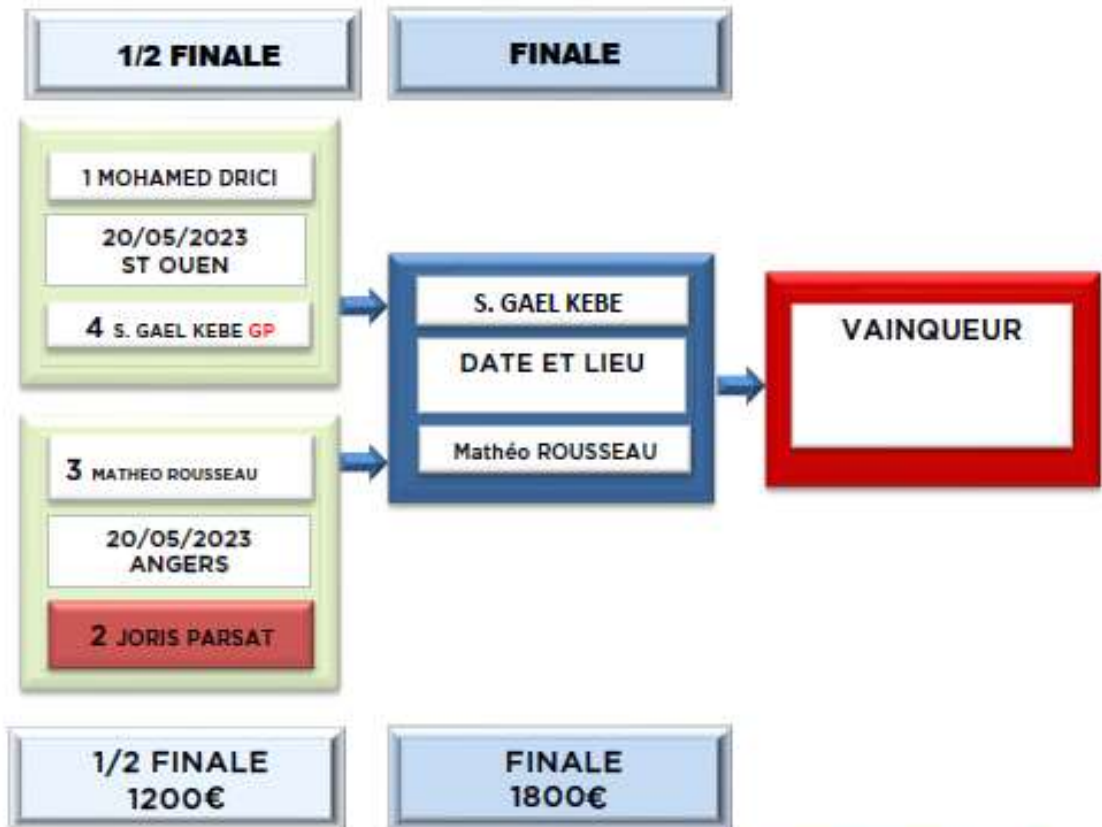 1/2 FINALE
FINALE
1 MOHAMED DRICI
20/05/2023
ST OUEN
4 S. GAEL KEBE GP
3 MATHEO ROUSSEAU
20/05/2023
ANGERS
2 JORIS PARSAT
S. GAEL KEBE
DATE ET LIEU
Mathéo ROUSSEAU
VAINQUEUR
1/2 FINALE
1200€
FINALE
1800€